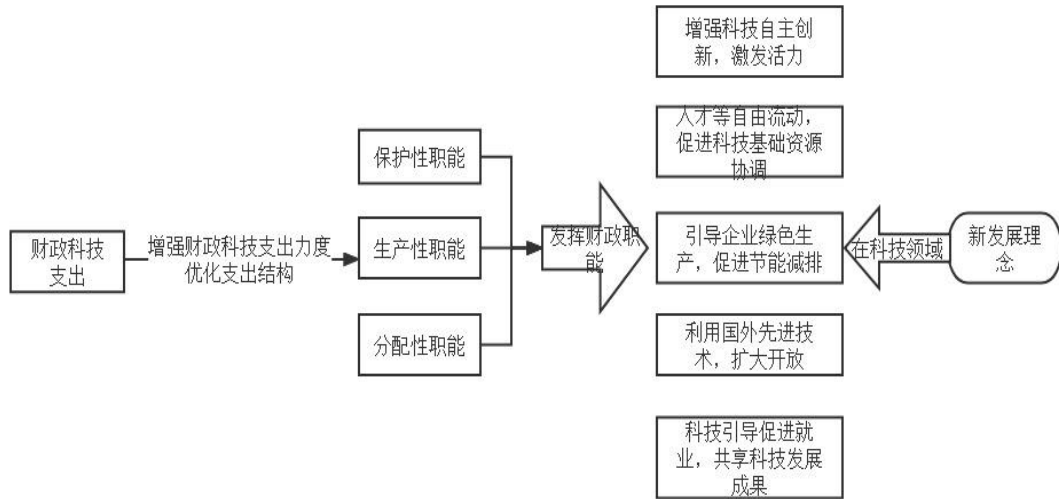 增强科技自主创
新，激发活力
人才等自由流动，
促进科技基础资源
协调
保护性职能
财政科技
支出
增强财政科技支出力度
优化支出结构
生产性职能
发挥财政职
能
引导企业绿色生
产，促进节能减排
在科技领域
新发展理
念
分配性职能
利用国外先进技
术，扩大开放
科技引导促进就
业，共享科技发展
成果